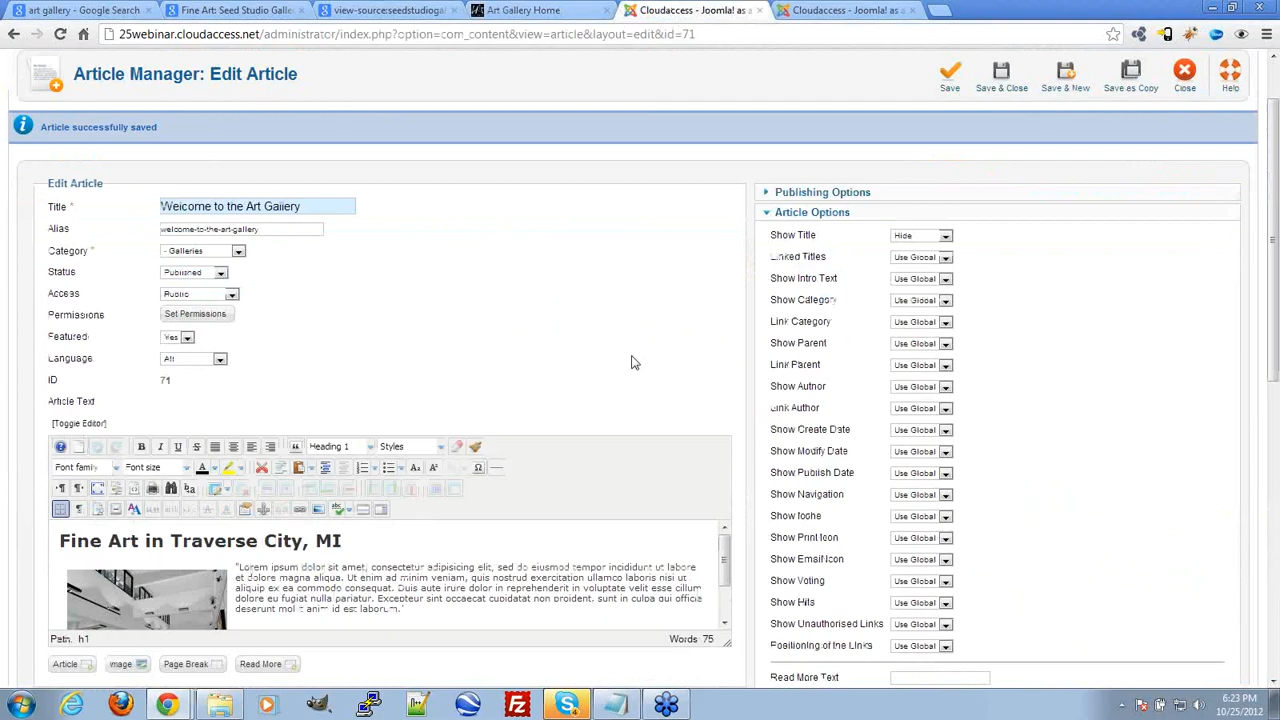 art gallery - Google Search
Fine Art: Seed Studio Galle
view-source:seedstudiogal
Art Gallery Home
Cloudaccess - Joomla! as a
Cloudaccess - Joomla! as a
25webinar.cloudaccess.net/administrator/index.php?option=com_content&view=article&layout=edit&id=71
Article Manager: Edit Article
Save
Save & Close
Save & New
Save as Copy
Close
Help
Article successfully saved
Edit Article
Title *
Welcome to the Art Gallery
Alias
welcome-to-the-art-gallery
Category *
- Galleries
Status
Published
Access
Public
Permissions
Set Permissions
Featured
Yes
Language
All
ID
71
Article Text
[Toggle Editor]
Heading 1
Styles
Font family
Font size
Fine Art in Traverse City, MI
"Lorem ipsum dolor sit amet, consectetur adipisicing elit, sed do eiusmod tempor incididunt ut labore
et dolore magna aliqua. Ut enim ad minim veniam, quis nostrud exercitation ullamco laboris nisi ut
aliquip ex ea commodo consequat. Duis aute irure dolor in reprehenderit in voluptate velit esse cillum
dolore eu fugiat nulla pariatur. Excepteur sint occaecat cupidatat non proident, sunt in culpa qui officia
deserunt mollit anim id est laborum."
Path: h1
Words: 75
Article
Image
Page Break
Read More
Publishing Options
Article Options
Show Title
Hide
Linked Titles
Use Global
Show Intro Text
Use Global
Show Category
Use Global
Link Category
Use Global
Show Parent
Use Global
Link Parent
Use Global
Show Author
Use Global
Link Author
Use Global
Show Create Date
Use Global
Show Modify Date
Use Global
Show Publish Date
Use Global
Show Navigation
Use Global
Show Icons
Use Global
Show Print Icon
Use Global
Show Email Icon
Use Global
Show Voting
Use Global
Show Hits
Use Global
Show Unauthorised Links
Use Global
Positioning of the Links
Use Global
Read More Text
6:23 PM
10/25/2012